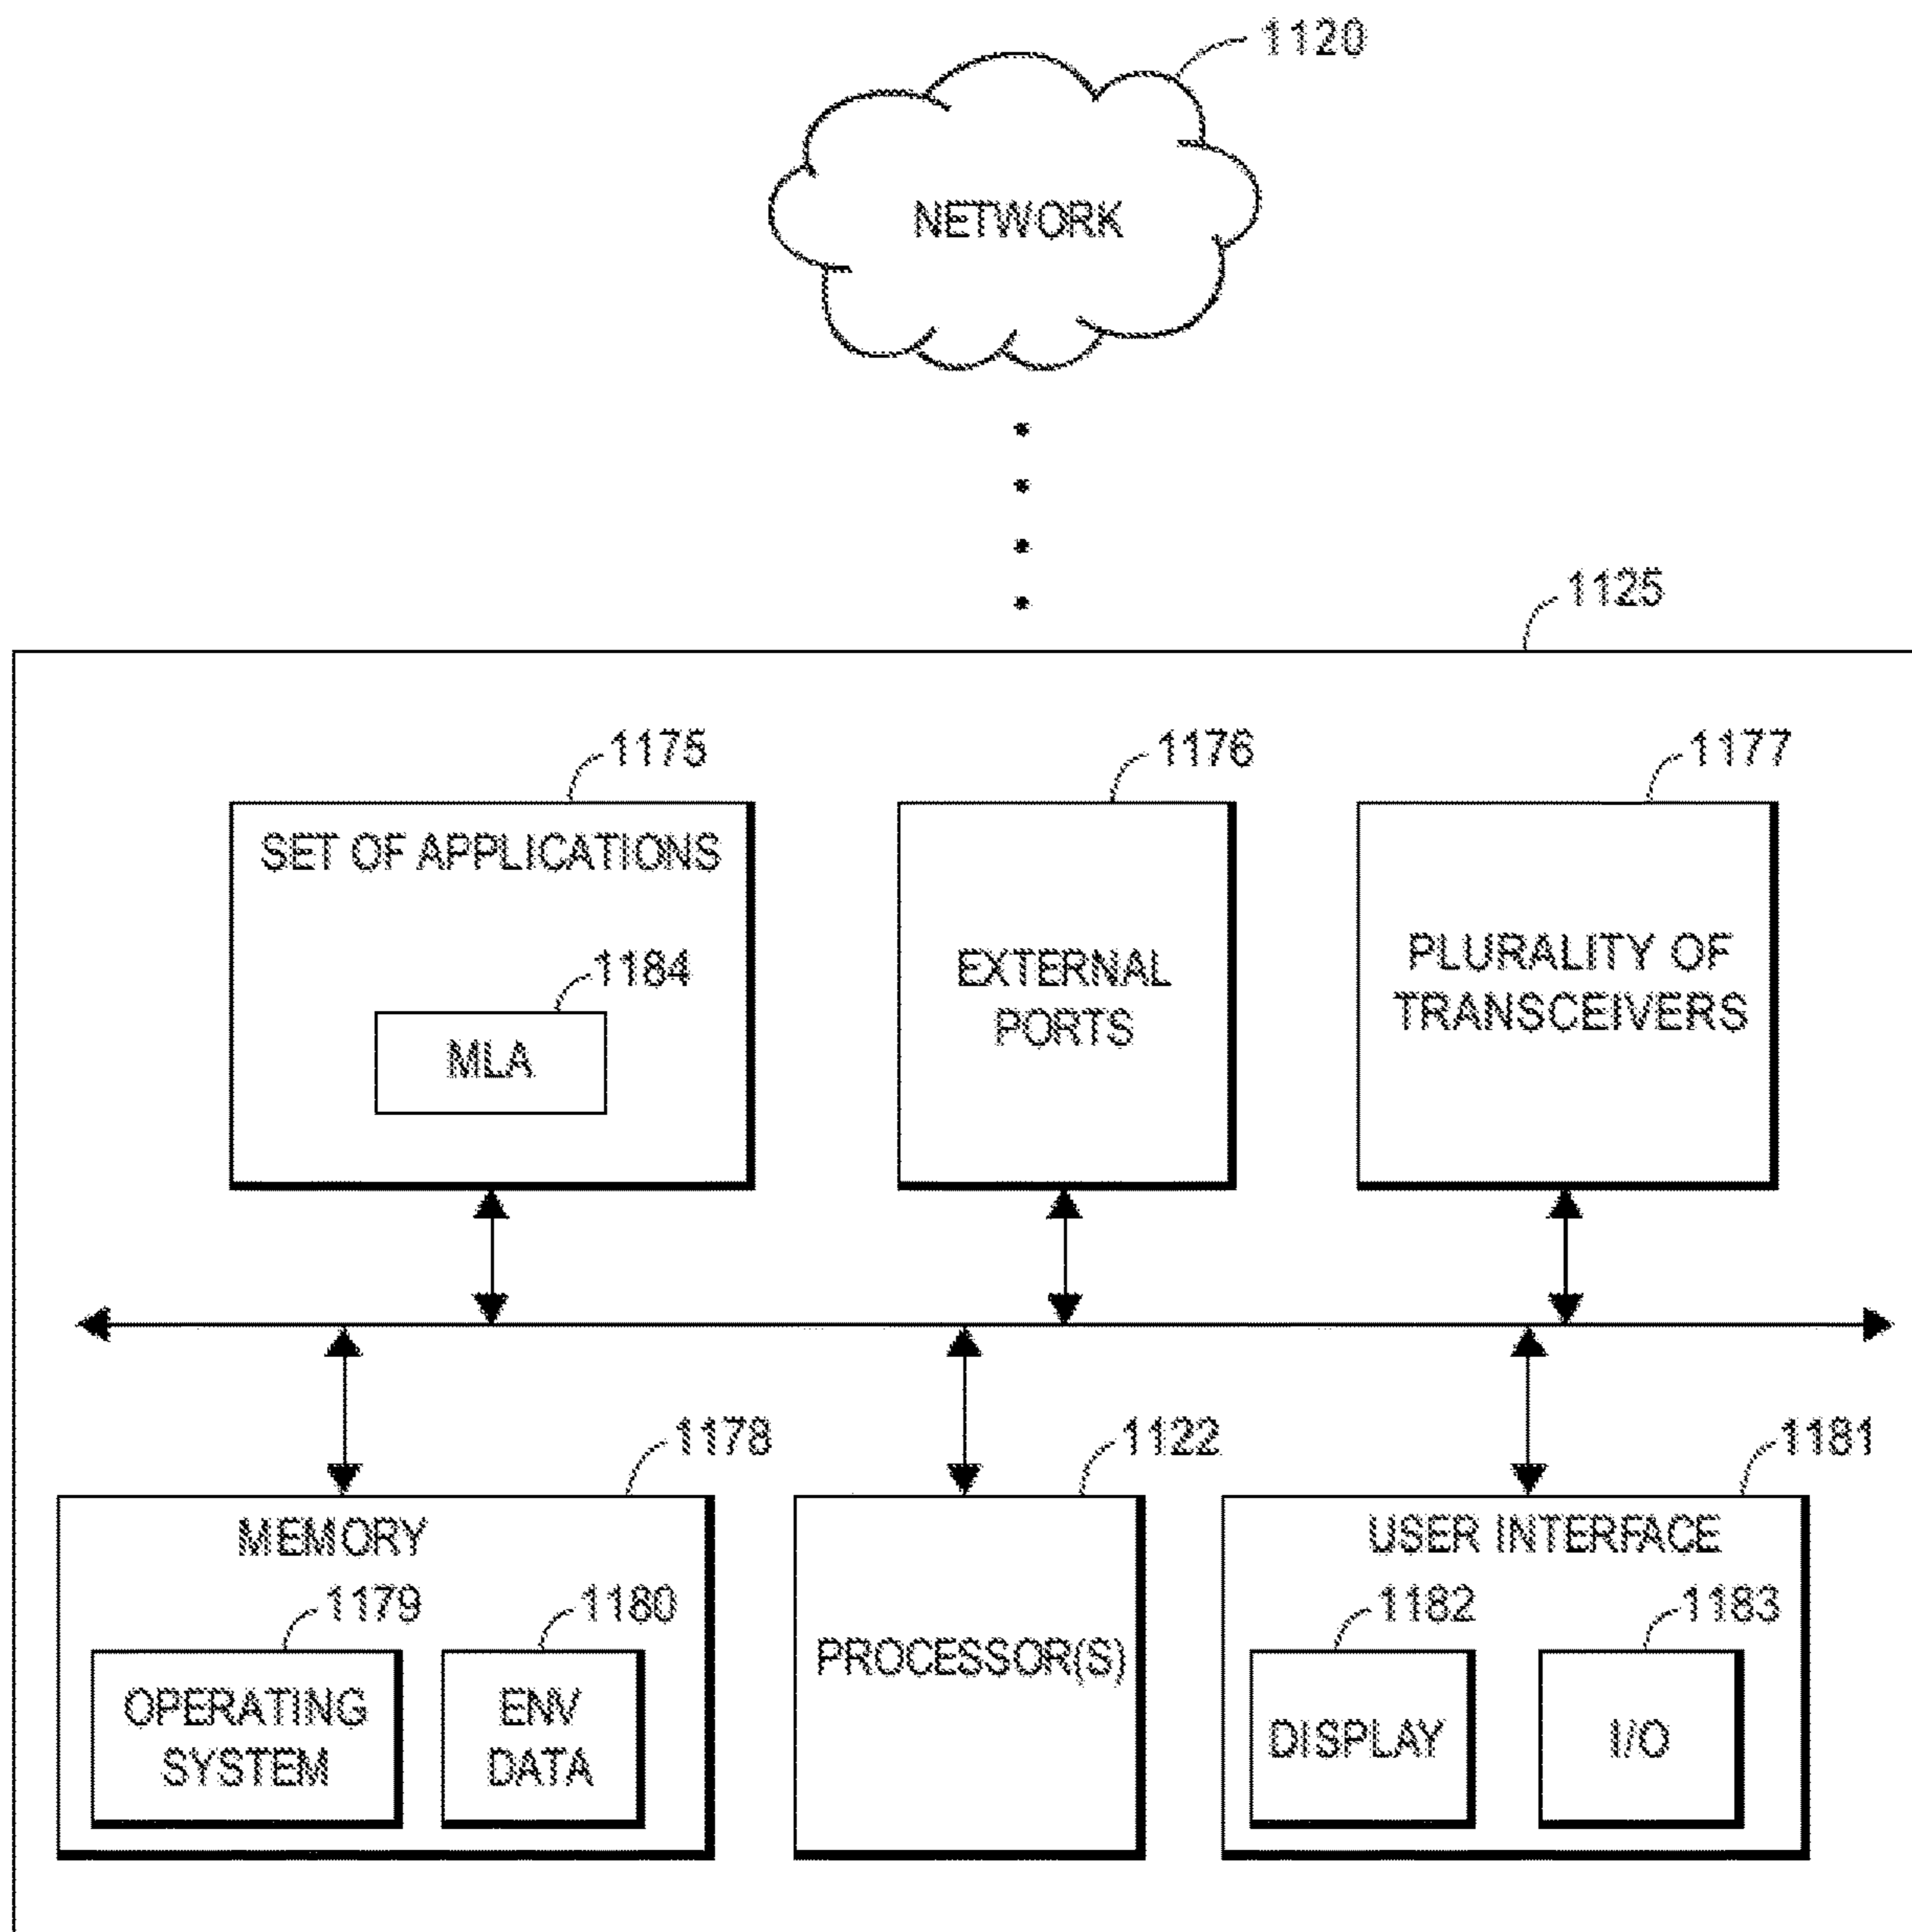 1120
NETWORK
1125
1175
1176
1177
SET OF APPLICATIONS
1184
MLA
EXTERNAL
PORTS
PLURALITY OF
TRANSCEIVERS
1178
1122
1181
MEMORY
1179
1180
OPERATING
SYSTEM
ENV
DATA
PROCESSOR(S)
USER INTERFACE
1182
1183
DISPLAY
I/O